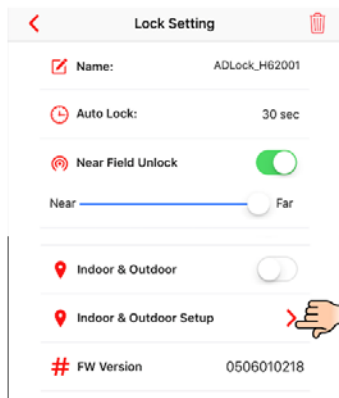 Lock Setting
Name: ADLock_H62001
Auto Lock: 30 sec
Near Field Unlock
Near Far
Indoor & Outdoor
Indoor & Outdoor Setup
# FW Version 0506010218